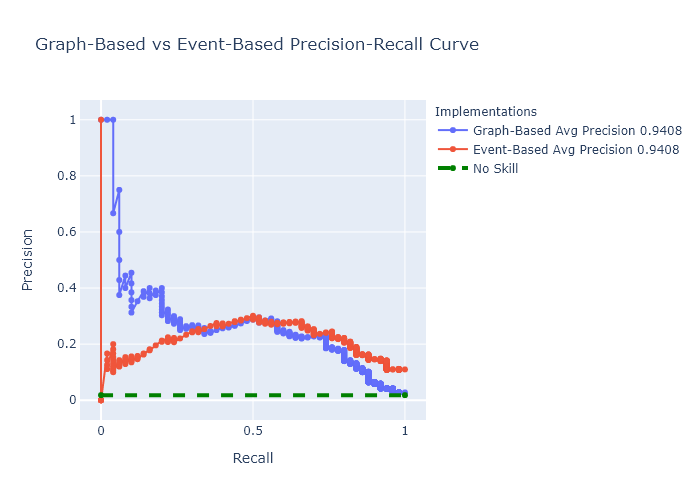 Graph-Based vs Event-Based Precision-Recall Curve
Implementations
Graph-Based Avg Precision 0.9408
Event-Based Avg Precision 0.9408
No Skill
1
0.8
0.6
0.4
0.2
0
Precision
0
0.5
1
Recall